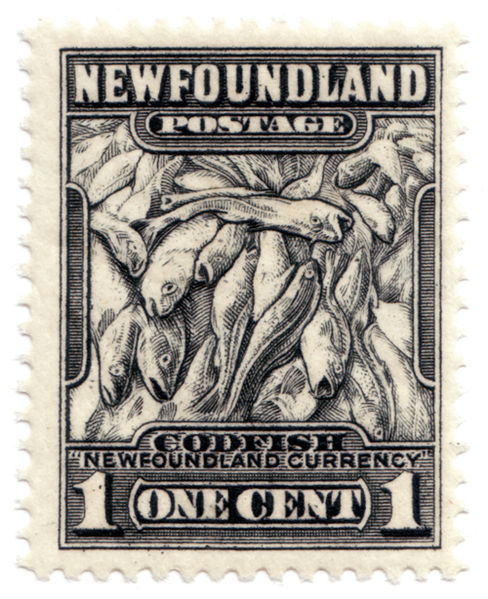 NEWFOUNDLAND
POSTAGE
CODFISH
"NEWFOUNDLAND CURRENCY"
1 ONE CENT 1